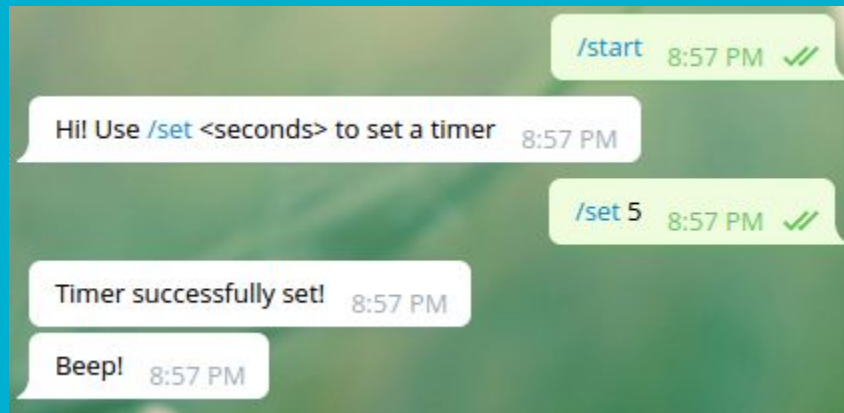 /start 8:57 PM
Hi! Use /set <seconds> to set a timer 8:57 PM
/set 5 8:57 PM
Timer successfully set! 8:57 PM
Beep! 8:57 PM